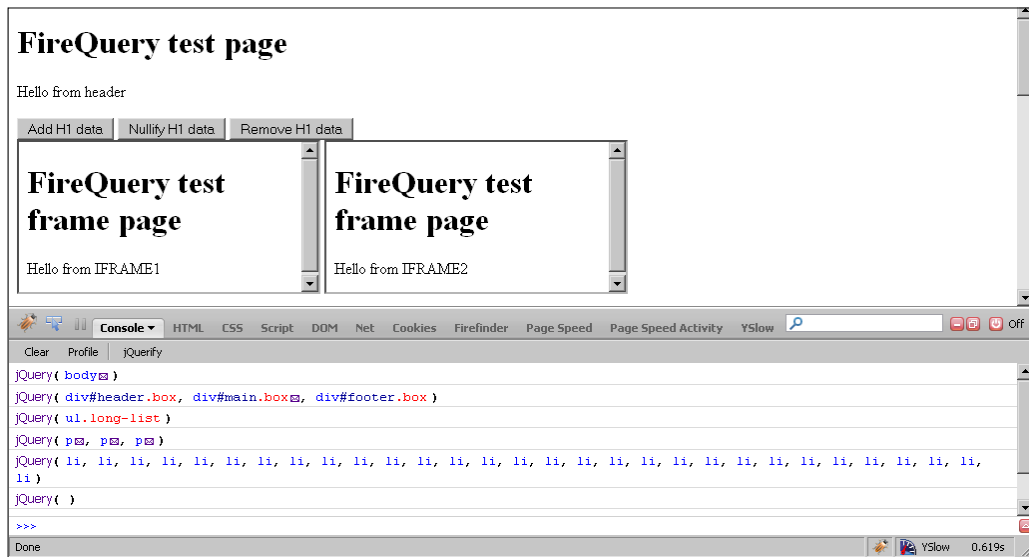 FireQuery test page
Hello from header
Add H1 data Nullify H1 data Remove H1 data
FireQuery test
frame page
Hello from IFRAME1
FireQuery test
frame page
Hello from IFRAME2
Console HTML CSS Script DOM Net Cookies Firefinder Page Speed Page Speed Activity YSlow Off
Clear Profile jQuerify
jQuery( body )
jQuery( div#header.box, div#main.box, div#footer.box )
jQuery( ul.long-list )
jQuery( p, p, p )
jQuery( li, li, li, li, li, li, li, li, li, li, li, li, li, li, li, li, li, li, li, li, li, li, li, li, li, li, li, li, li,
li )
jQuery( )
>>>
Done YSlow 0.619s